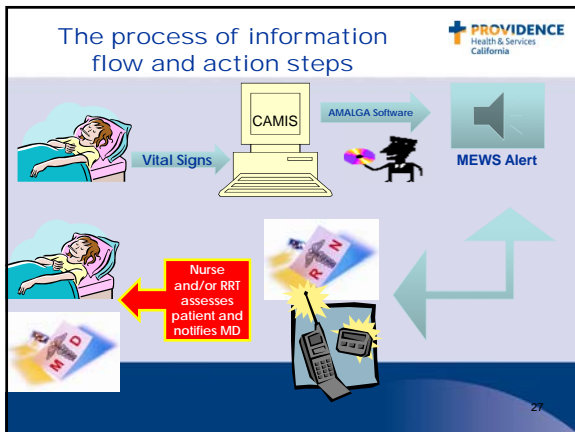 The process of information
flow and action steps
PROVIDENCE
Health & Services
California
CAMIS
AMALGA Software
Vital Signs
MEWS Alert
R N
Nurse
and/or RRT
assesses
patient and
notifies MD
M D
27